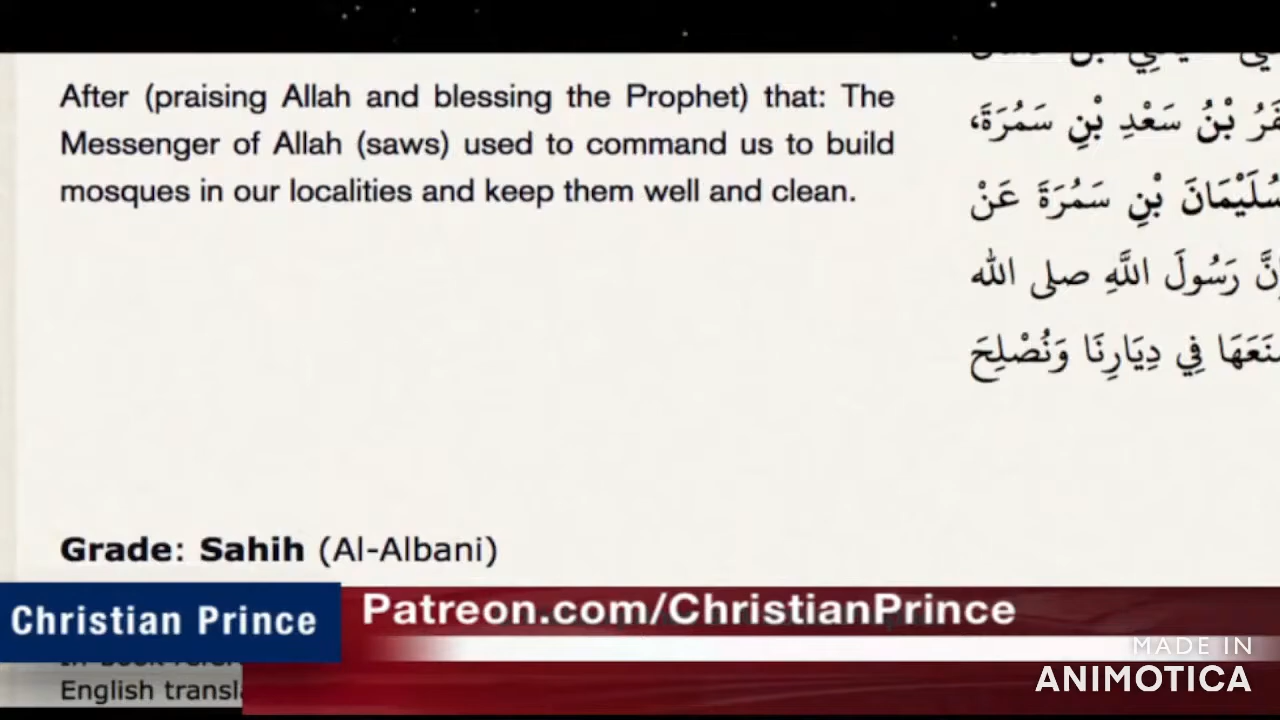 After (praising Allah and blessing the Prophet) that: The
Messenger of Allah (saws) used to command us to build
mosques in our localities and keep them well and clean.
بْنُ سَعْدِ بْنِ سَمُرَةَ،
بْنِ سَمُرَةَ عَنْ
رَسُولَ اللَّهِ صلى الله
فِي دِيَارِنَا وَنُصْلِحَ
Grade: Sahih (Al-Albani)
Christian Prince
Patreon.com/ChristianPrince
English
MADE IN
ANIMOTICA